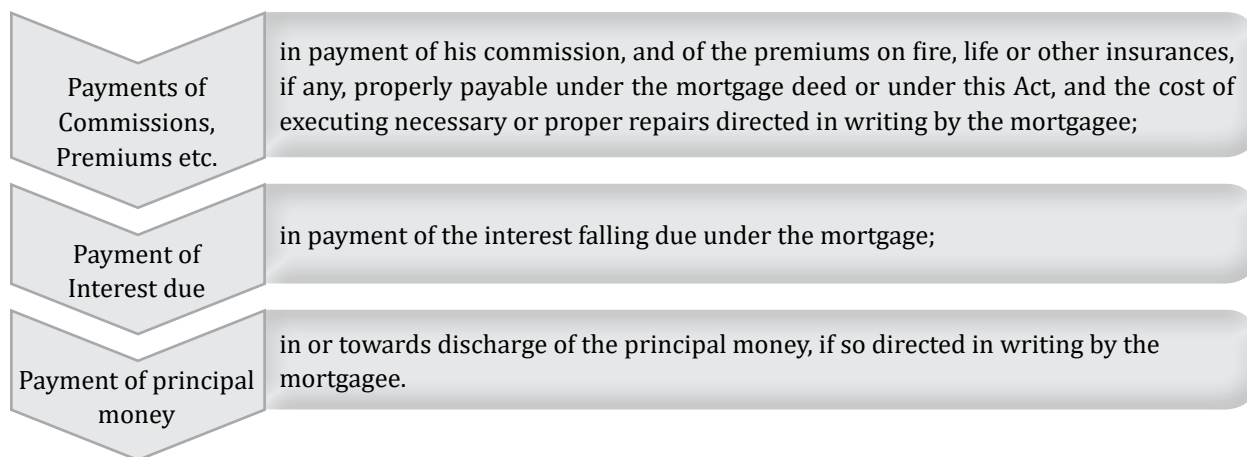 Payments of
Commissions,
Premiums etc.
in payment of his commission, and of the premiums on fire, life or other insurances,
if any, properly payable under the mortgage deed or under this Act, and the cost of
executing necessary or proper repairs directed in writing by the mortgagee;
Payment of
Interest due
in payment of the interest falling due under the mortgage;
Payment of principal
money
in or towards discharge of the principal money, if so directed in writing by the
mortgagee.